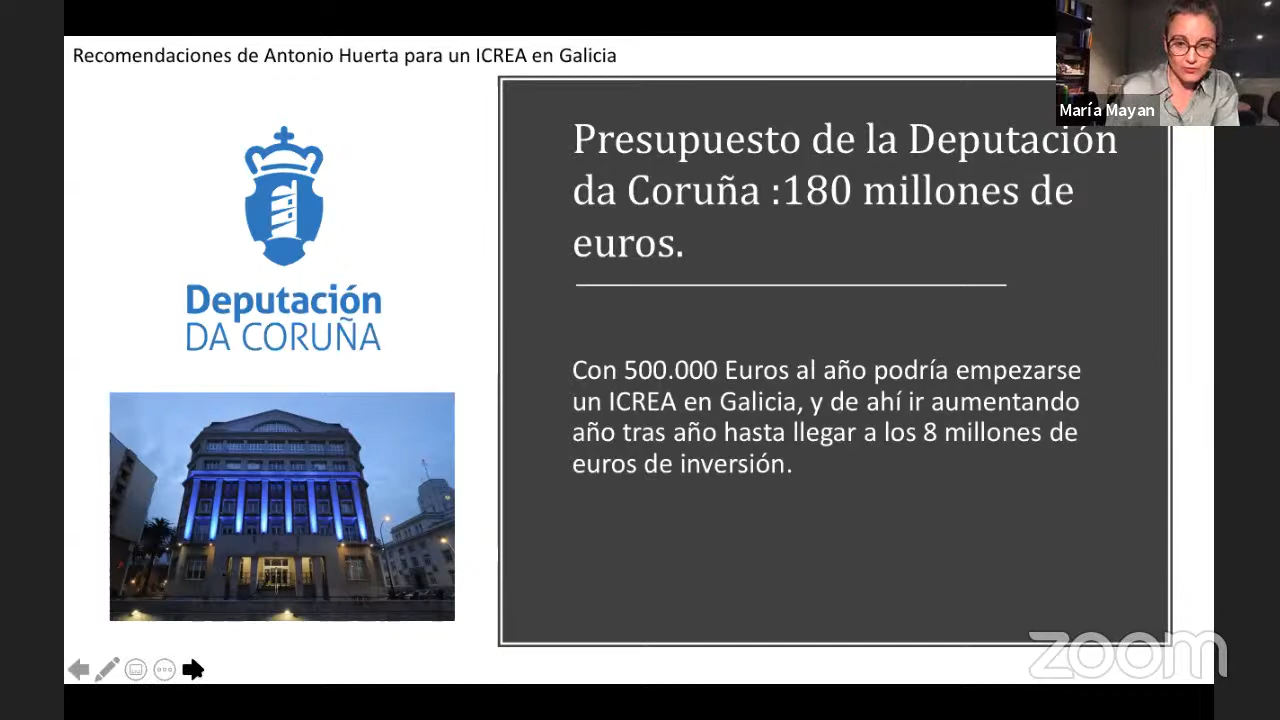 Recomendaciones de Antonio Huerta para un ICREA en Galicia
María Mayan
Presupuesto de la Deputación
da Coruña :180 millones de
euros.
Deputación
DA CORUÑA
Con 500.000 Euros al año podría empezarse
un ICREA en Galicia, y de ahí ir aumentando
año tras año hasta llegar a los 8 millones de
euros de inversión.
zoom